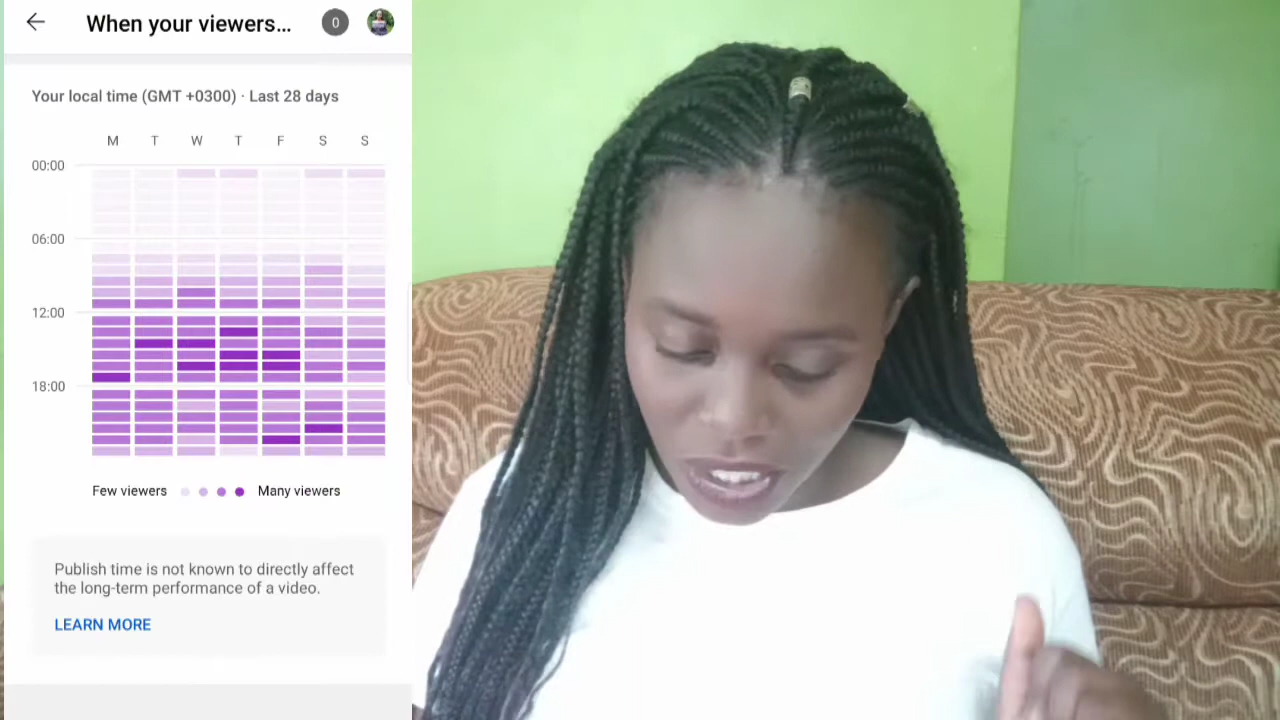 When your viewers...
0
Your local time (GMT +0300) · Last 28 days
M T W T F S S
00:00
06:00
12:00
18:00
Few viewers
Many viewers
Publish time is not known to directly affect
the long-term performance of a video.
LEARN MORE